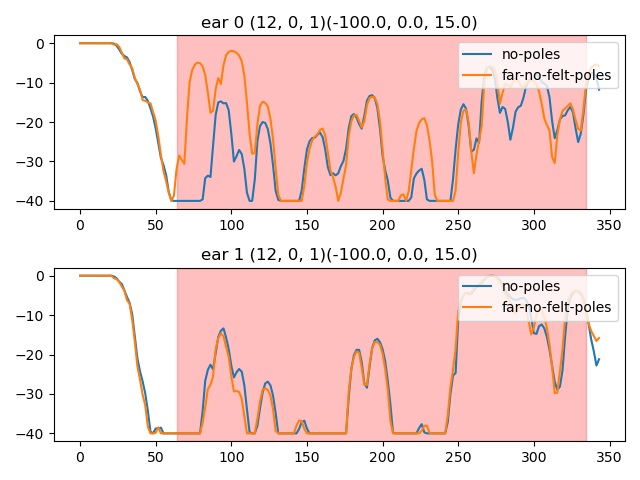 ear 0 (12, 0, 1)(-100.0, 0.0, 15.0)
0
−10
−20
−30
−40
no-poles
far-no-felt-poles
0 50 100 150 200 250 300 350
ear 1 (12, 0, 1)(-100.0, 0.0, 15.0)
0
−10
−20
−30
−40
no-poles
far-no-felt-poles
0 50 100 150 200 250 300 350